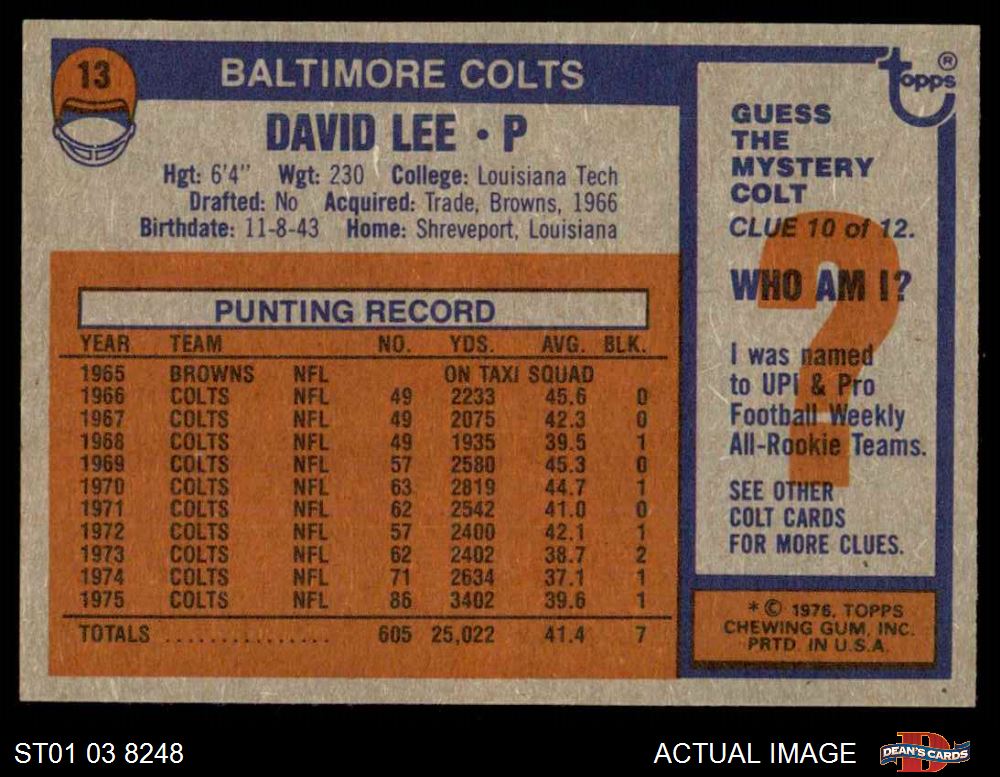 13
BALTIMORE COLTS
topps®
DAVID LEE • P
Hgt: 6'4" Wgt: 230 College: Louisiana Tech
Drafted: No Acquired: Trade, Browns, 1966
Birthdate: 11-8-43 Home: Shreveport, Louisiana
PUNTING RECORD
YEAR TEAM NO. YDS. AVG. BLK.
1965 BROWNS NFL ON TAXI SQUAD
1966 COLTS NFL 49 2233 45.6 0
1967 COLTS NFL 49 2075 42.3 0
1968 COLTS NFL 49 1935 39.5 1
1969 COLTS NFL 57 2580 45.3 0
1970 COLTS NFL 63 2819 44.7 1
1971 COLTS NFL 62 2542 41.0 0
1972 COLTS NFL 57 2400 42.1 1
1973 COLTS NFL 62 2402 38.7 2
1974 COLTS NFL 71 2634 37.1 1
1975 COLTS NFL 86 3402 39.6 1
TOTALS ................ 605 25,022 41.4 7
GUESS
THE
MYSTERY
COLT
CLUE 10 of 12.
?
WHO AM I?
I was named
to UPI & Pro
Football Weekly
All-Rookie Teams.
SEE OTHER
COLT CARDS
FOR MORE CLUES.
* © 1976, TOPPS
CHEWING GUM, INC.
PRTD. IN U.S.A.
ST01 03 8248
ACTUAL IMAGE
D
DEAN'S CARDS